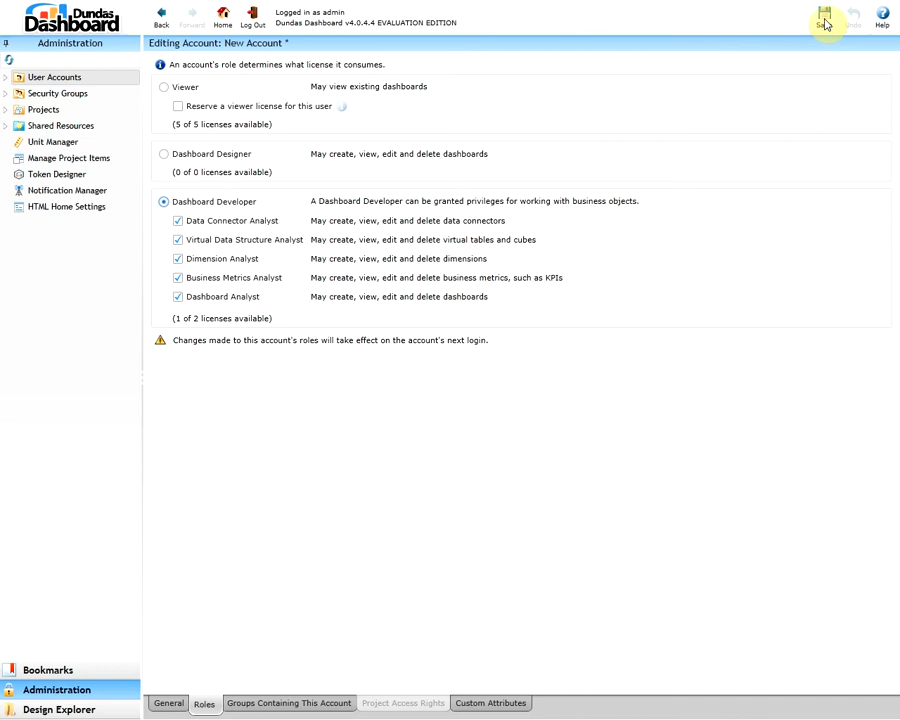 Dundas
Dashboard
Back
Forward
Home
Log Out
Logged in as admin
Dundas Dashboard v4.0.4.4 EVALUATION EDITION
Undo
Help
Administration
Editing Account: New Account *
User Accounts
Security Groups
Projects
Shared Resources
Unit Manager
Manage Project Items
Token Designer
Notification Manager
HTML Home Settings
An account's role determines what license it consumes.
Viewer May view existing dashboards
Reserve a viewer license for this user
(5 of 5 licenses available)
Dashboard Designer May create, view, edit and delete dashboards
(0 of 0 licenses available)
Dashboard Developer A Dashboard Developer can be granted privileges for working with business objects.
Data Connector Analyst May create, view, edit and delete data connectors
Virtual Data Structure Analyst May create, view, edit and delete virtual tables and cubes
Dimension Analyst May create, view, edit and delete dimensions
Business Metrics Analyst May create, view, edit and delete business metrics, such as KPIs
Dashboard Analyst May create, view, edit and delete dashboards
(1 of 2 licenses available)
Changes made to this account's roles will take effect on the account's next login.
Bookmarks
Administration
Design Explorer
General Roles Groups Containing This Account Project Access Rights Custom Attributes